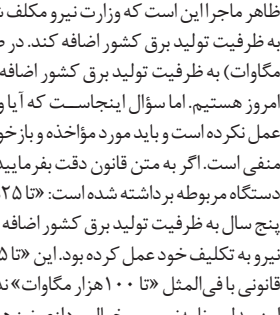 ظاهر ماجرا این است که وزارت نیرو مکلف
به ظرفیت تولید برق کشور اضافه کند. در
مگاوات) به ظرفیت تولید برق کشور اضافه
امروز هستیم. اما سؤال اینجاست که آیا و
عمل نکرده است و باید مورد مؤاخذه و بازخو
منفی است. اگر به متن قانون دقت بفرمایید
دستگاه مربوطه برداشته شده است: «تا ۲۵
پنج سال به ظرفیت تولید برق کشور اضافه
نیرو به تکلیف خود عمل کرده بود. این «تا ۵
قانونی با فی‌المثل «تا ۱۰۰ هزار مگاوات» ند